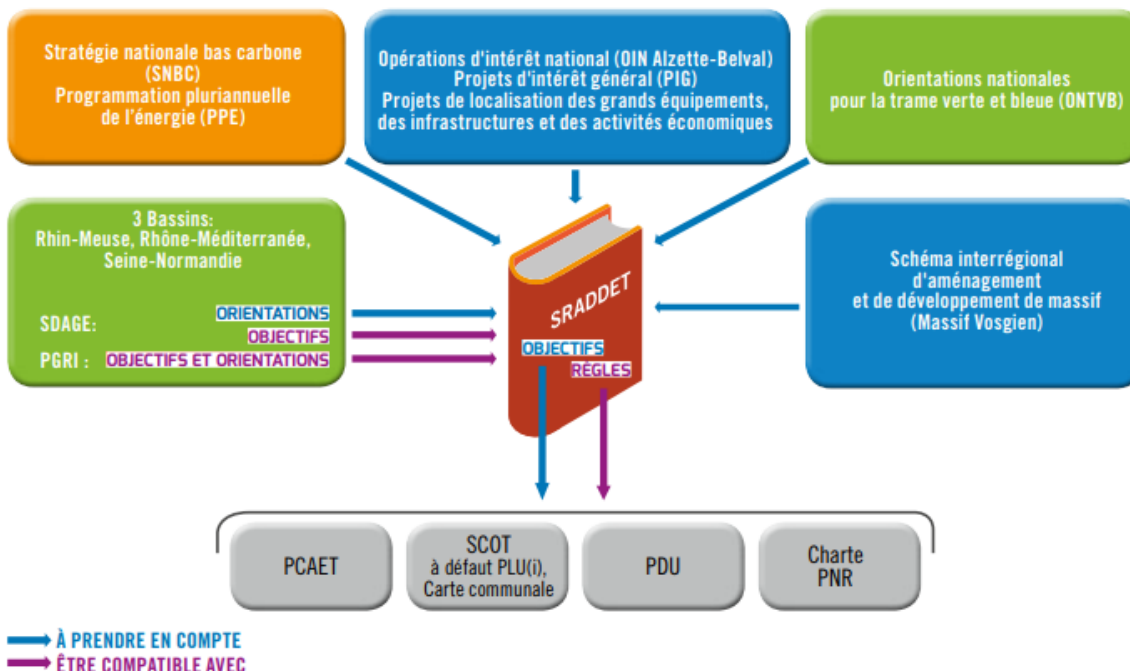 Stratégie nationale bas carbone
(SNBC)
Programmation pluriannuelle
de l'énergie (PPE)
Opérations d'intérêt national (OIN Alzette-Belval)
Projets d'intérêt général (PIG)
Projets de localisation des grands équipements,
des infrastructures et des activités économiques
Orientations nationales
pour la trame verte et bleue (ONTVB)
3 Bassins:
Rhin-Meuse, Rhône-Méditerranée,
Seine-Normandie
SDAGE: ORIENTATIONS
OBJECTIFS
PGRI : OBJECTIFS ET ORIENTATIONS
SRADDET
OBJECTIFS
RÈGLES
Schéma interrégional
d'aménagement
et de développement de massif
(Massif Vosgien)
PCAET
SCOT
à défaut PLU(i),
Carte communale
PDU
Charte
PNR
À PRENDRE EN COMPTE
ÊTRE COMPATIBLE AVEC